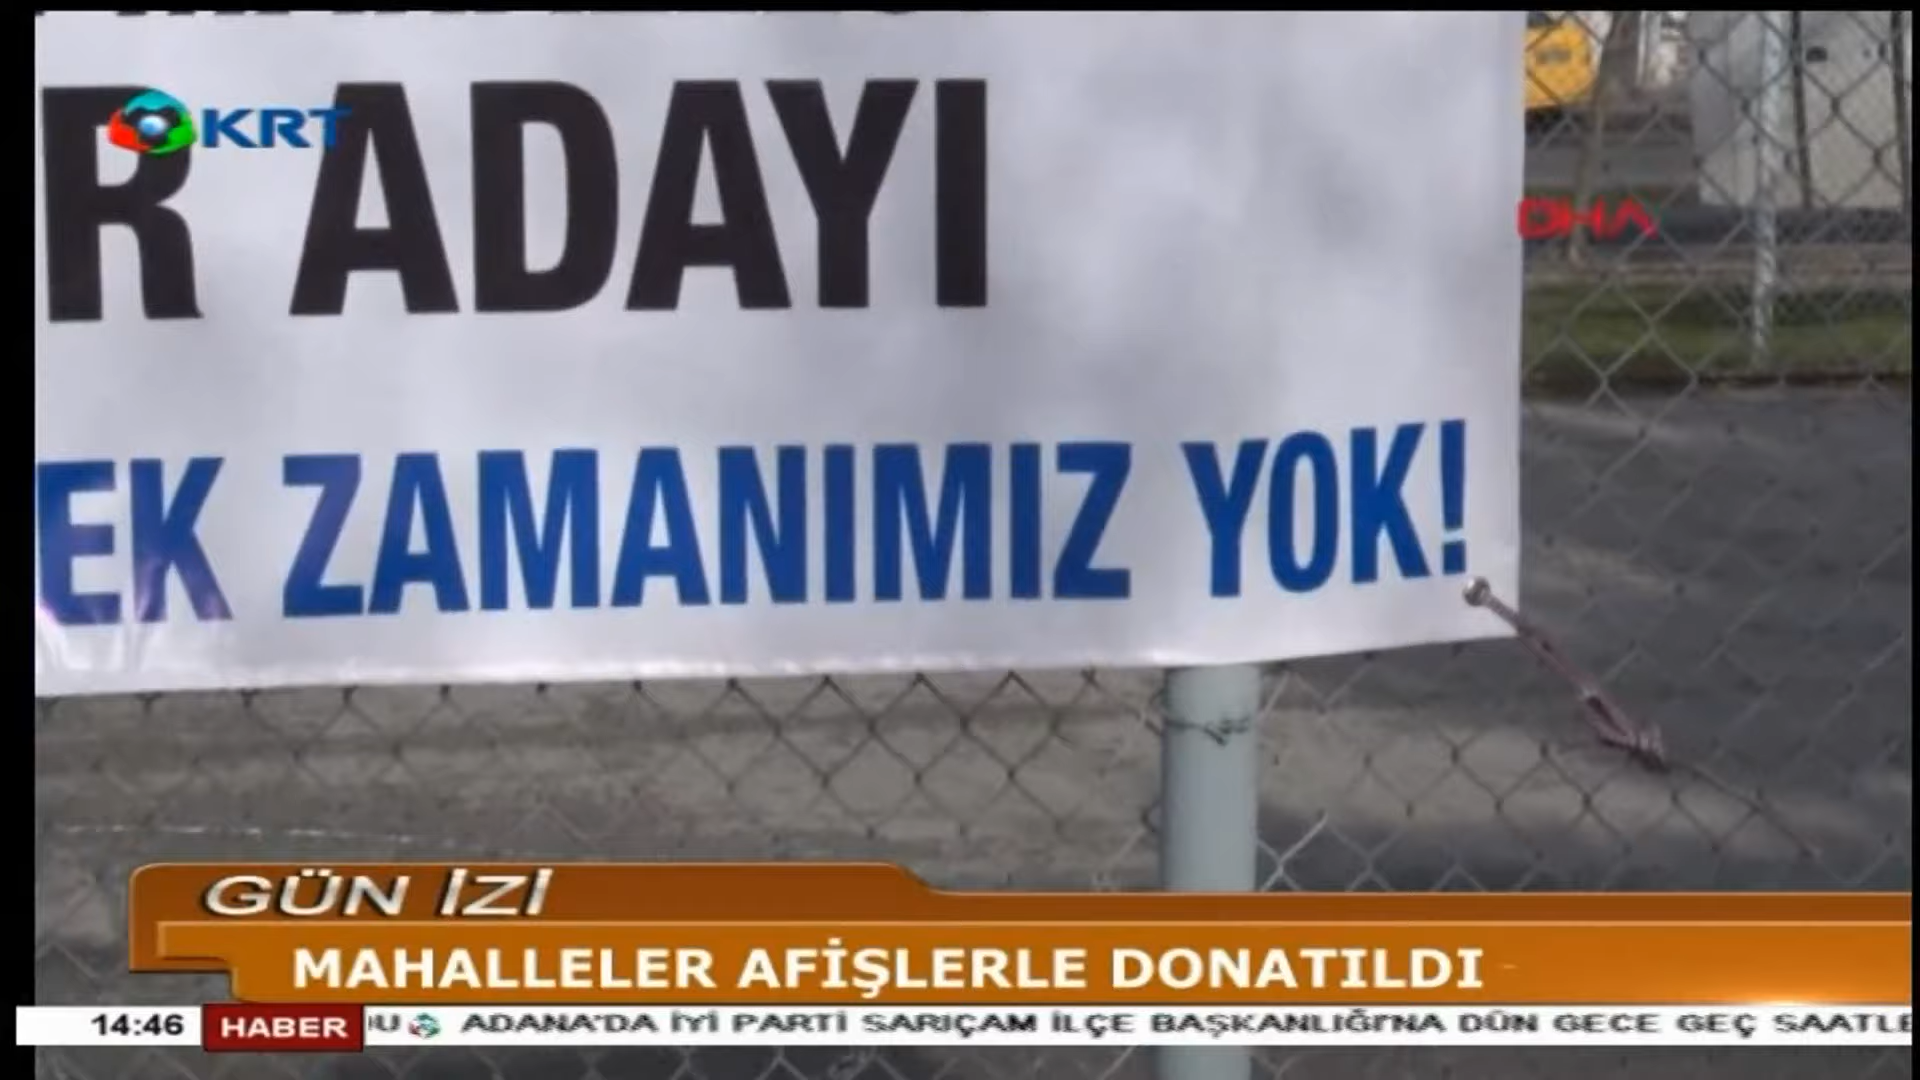 R ADAYI
KRT
DHA
EK ZAMANIMIZ YOK!
GÜN İZİ
MAHALLELER AFİŞLERLE DONATILDI
14:46 HABER U ADANA'DA İYİ PARTİ SARIÇAM İLÇE BAŞKANLIĞI'NA DÜN GECE GEÇ SAATLE